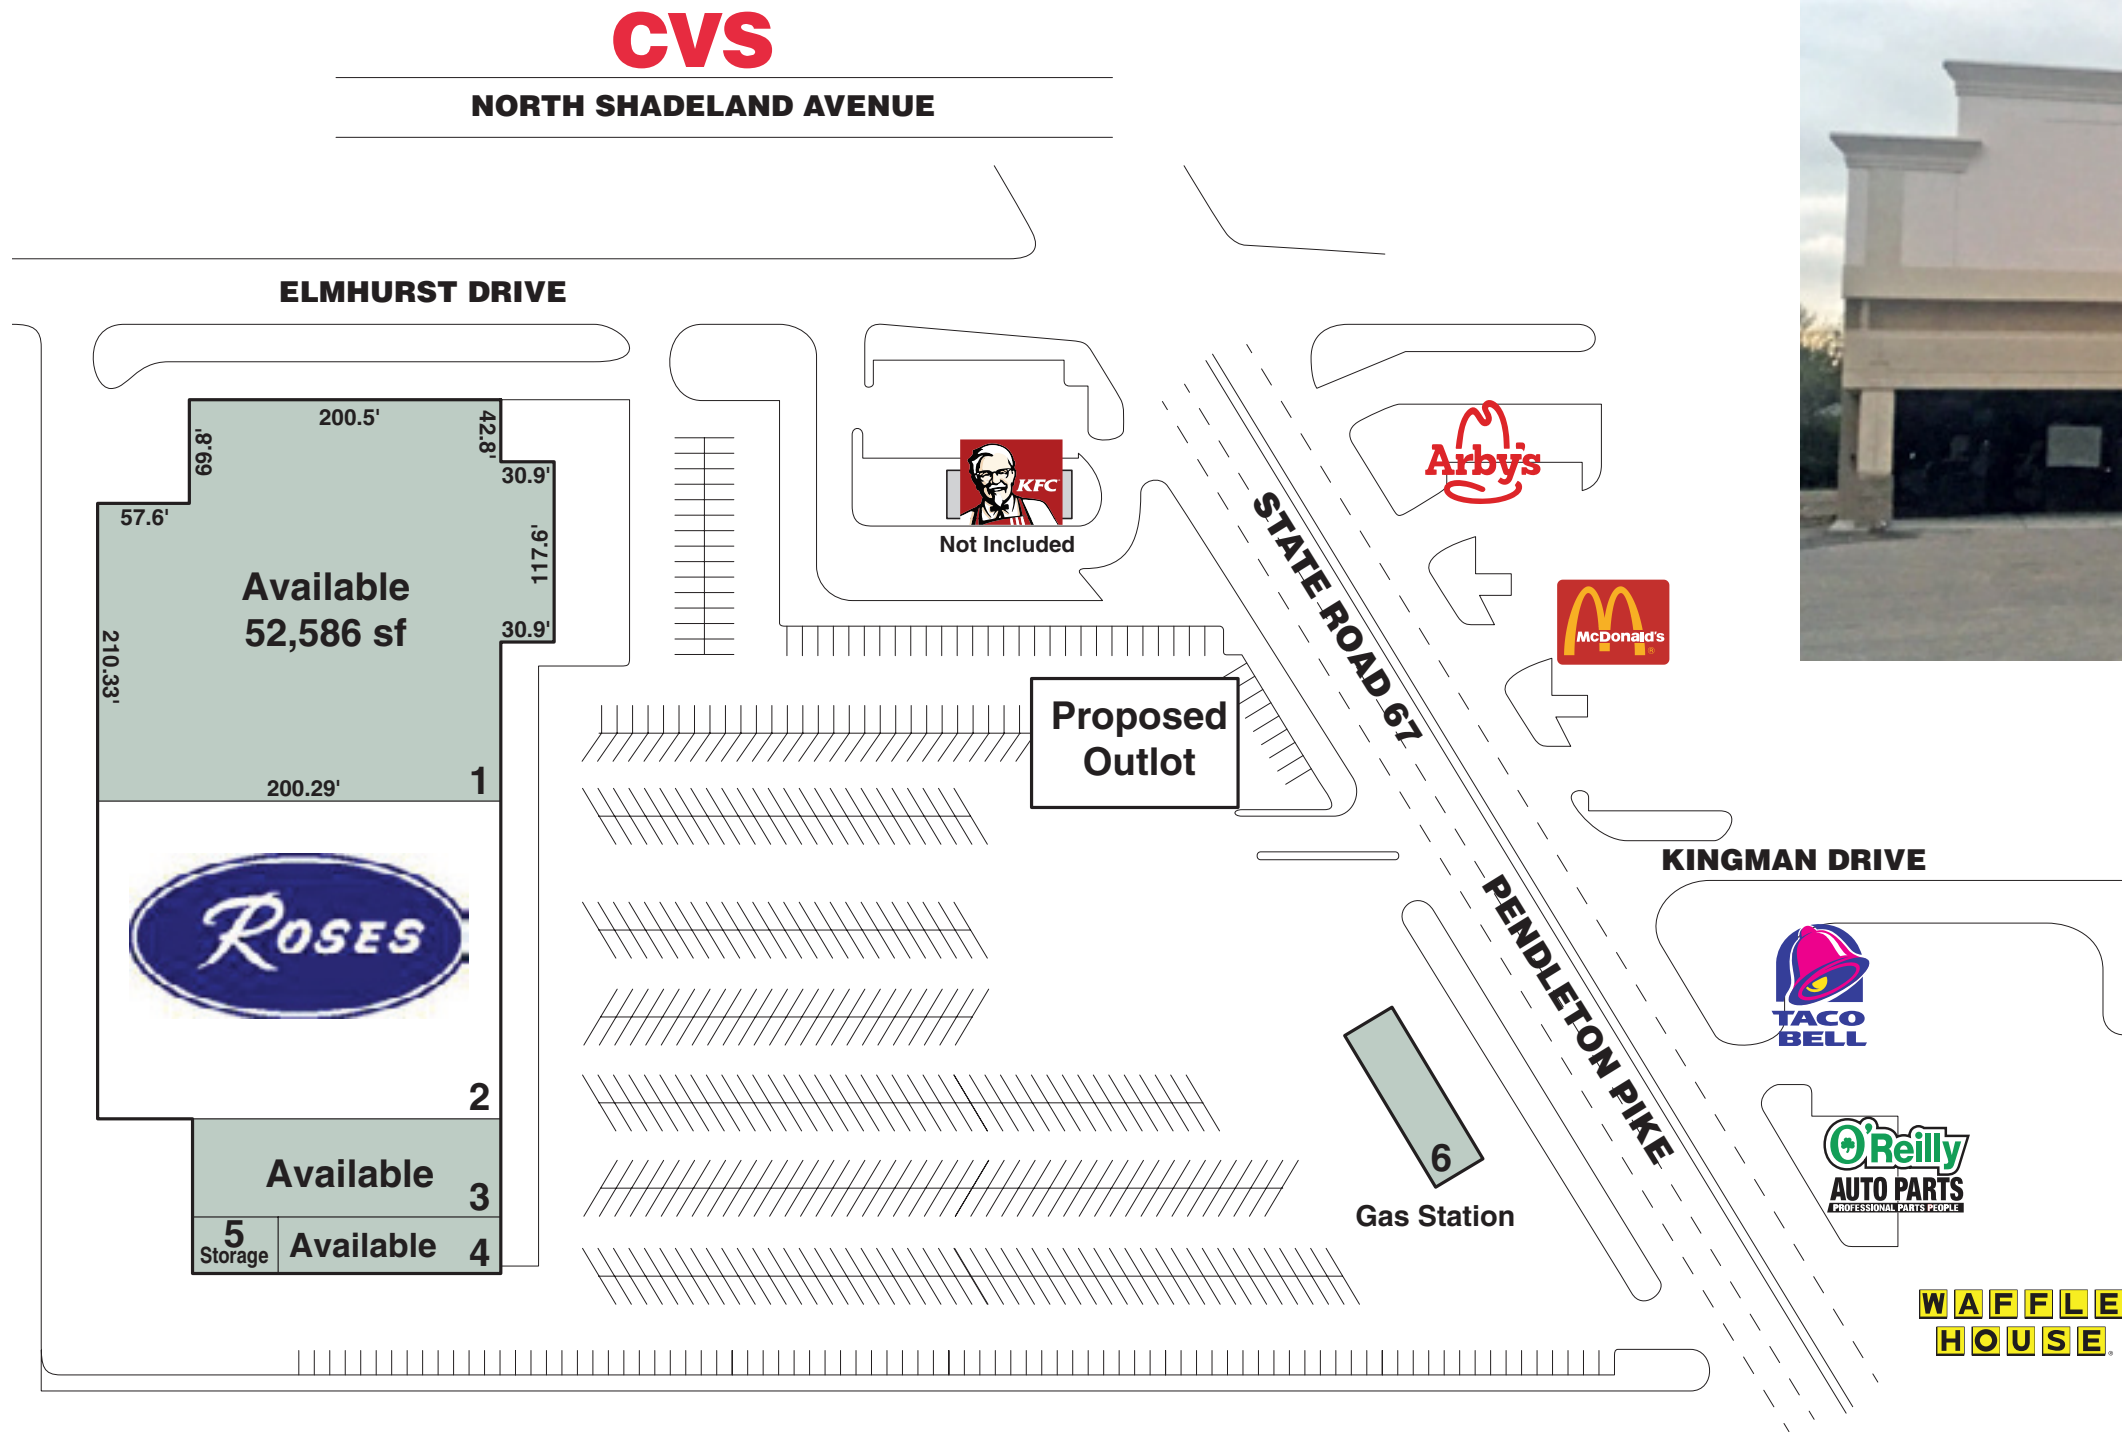 CVS
NORTH SHADELAND AVENUE
ELMHURST DRIVE
200.5'
42.8'
69.8'
30.9'
57.6'
117.6'
Available
52,586 sf
30.9'
210.33'
200.29'
1
KFC
Not Included
Arby's
STATE ROAD 67
McDonald's
®
Proposed
Outlot
KINGMAN DRIVE
ROSES
2
PENDLETON PIKE
TACO
BELL
Available
3
5
Storage
Available
4
6
Gas Station
O'Reilly
AUTO PARTS
PROFESSIONAL PARTS PEOPLE
WAFFLE
HOUSE